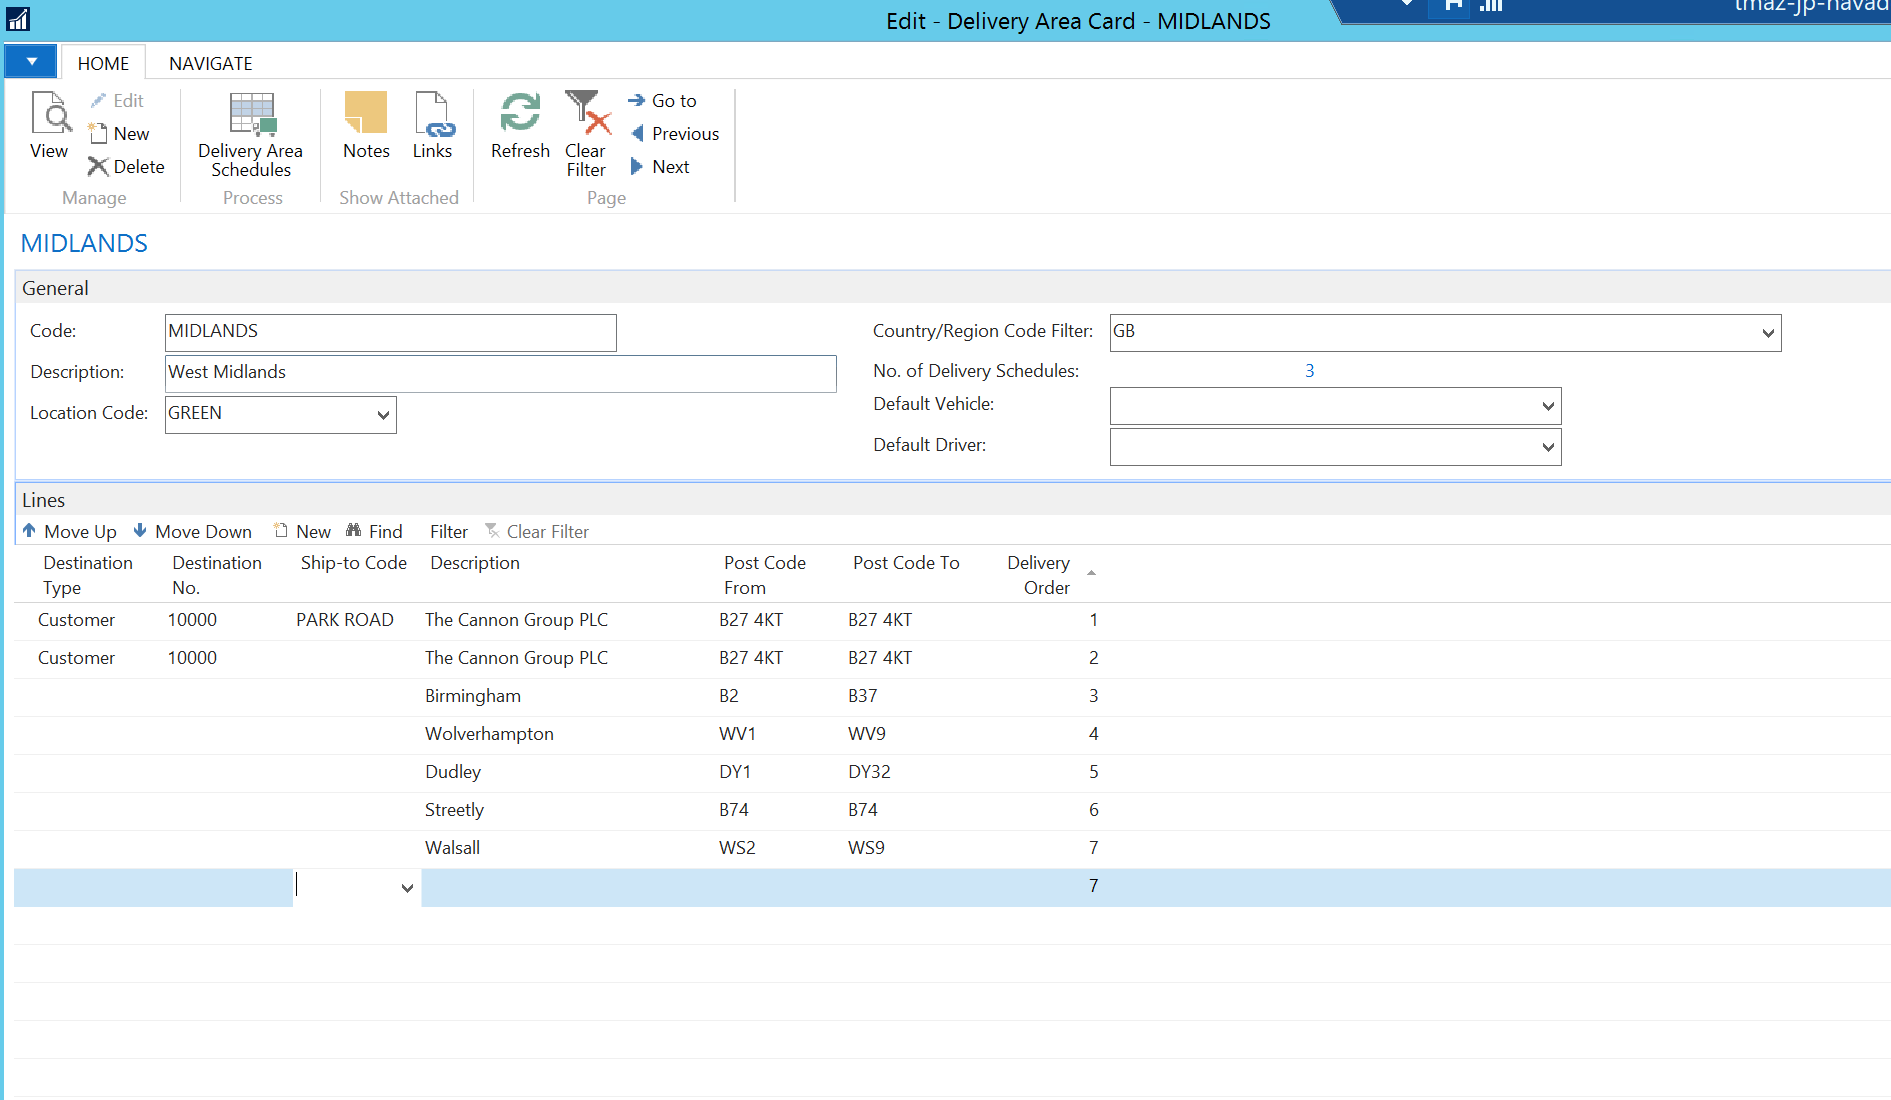 Edit - Delivery Area Card - MIDLANDS
tmaz-jp-navad
HOME NAVIGATE
View
Edit
New
Delete
Manage
Delivery Area Schedules
Process
Notes
Links
Show Attached
Refresh
Clear Filter
Go to
Previous
Next
Page
MIDLANDS
General
Code: MIDLANDS
Description: West Midlands
Location Code: GREEN
Country/Region Code Filter: GB
No. of Delivery Schedules: 3
Default Vehicle:
Default Driver:
Lines
Move Up Move Down New Find Filter Clear Filter
Destination Type Destination No. Ship-to Code Description Post Code From Post Code To Delivery Order
Customer 10000 PARK ROAD The Cannon Group PLC B27 4KT B27 4KT 1
Customer 10000 The Cannon Group PLC B27 4KT B27 4KT 2
Birmingham B2 B37 3
Wolverhampton WV1 WV9 4
Dudley DY1 DY32 5
Streetly B74 B74 6
Walsall WS2 WS9 7
7